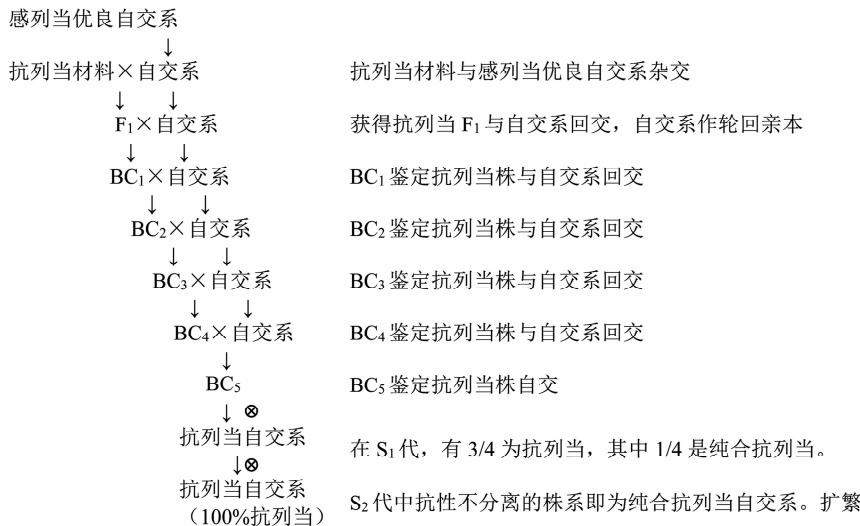 感列当优良自交系
↓
抗列当材料×自交系 抗列当材料与感列当优良自交系杂交
↓ ↓
F₁×自交系 获得抗列当 F₁与自交系回交，自交系作轮回亲本
↓ ↓
BC₁×自交系 BC₁鉴定抗列当株与自交系回交
↓ ↓
BC₂×自交系 BC₂鉴定抗列当株与自交系回交
↓ ↓
BC₃×自交系 BC₃鉴定抗列当株与自交系回交
↓ ↓
BC₄×自交系 BC₄鉴定抗列当株与自交系回交
↓
BC₅ BC₅鉴定抗列当株自交
↓ ⊗
抗列当自交系 在 S₁代，有 3/4 为抗列当，其中 1/4 是纯合抗列当。
↓⊗
抗列当自交系 S₂代中抗性不分离的株系即为纯合抗列当自交系。扩繁
（100%抗列当）